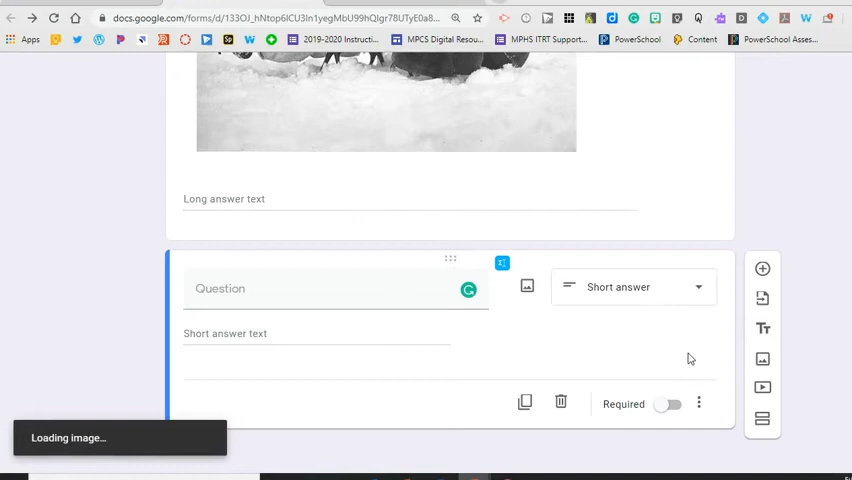 docs.google.com/forms/d/133OJ_hNtop6lCU3In1yegMbU99hQIgr78UTyE0a8...
Apps
2019-2020 Instructi...
MPCS Digital Resou...
MPHS ITRT Support...
PowerSchool
Content
PowerSchool Asses...
Long answer text
Question
Short answer
Short answer text
Required
Loading image...